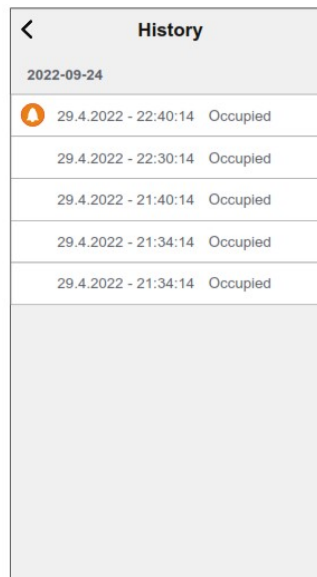 History
2022-09-24
29.4.2022 - 22:40:14 Occupied
29.4.2022 - 22:30:14 Occupied
29.4.2022 - 21:40:14 Occupied
29.4.2022 - 21:34:14 Occupied
29.4.2022 - 21:34:14 Occupied